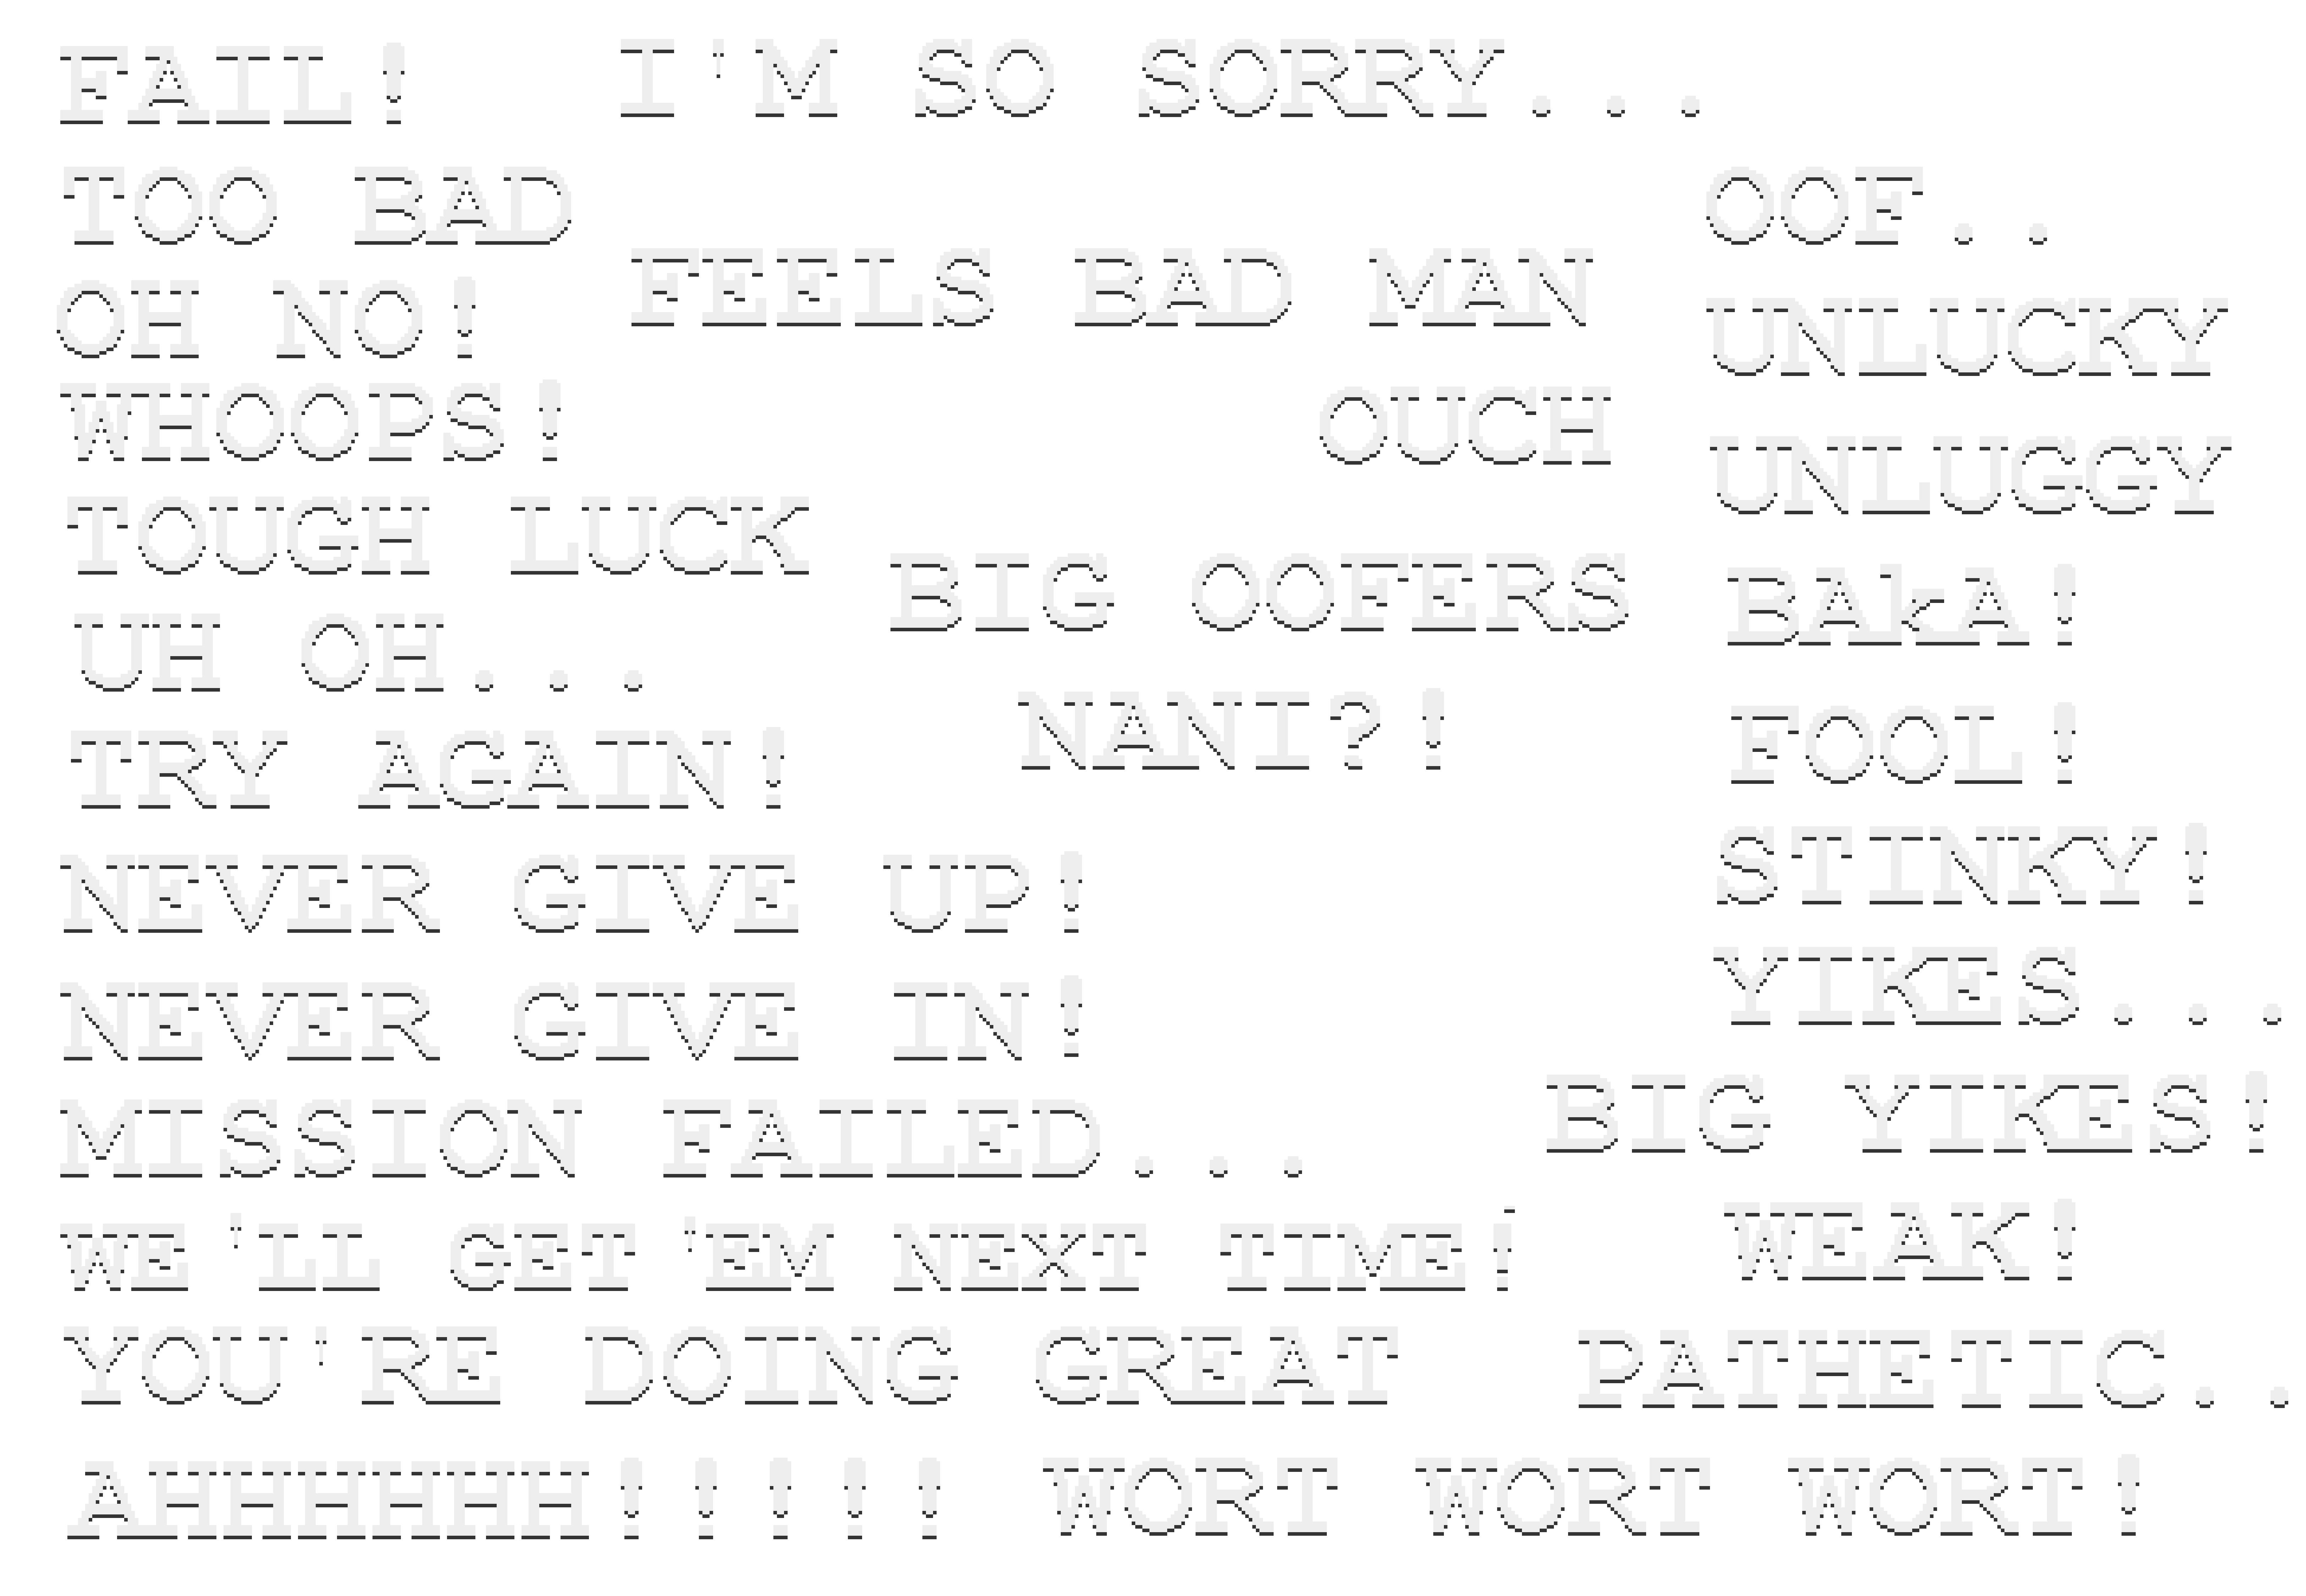 FAIL!
I'M SO SORRY...
TOO BAD
OOF..
FEELS BAD MAN
OH NO!
UNLUCKY
WHOOPS!
OUCH
UNLUGGY
TOUGH LUCK
BIG OOFERS
BAkA!
UH OH...
NANI?!
FOOL!
TRY AGAIN!
STINKY!
NEVER GIVE UP!
YIKES...
NEVER GIVE IN!
BIG YIKES!
MISSION FAILED...
WEAK!
WE'LL GET 'EM NEXT TIME!
YOU'RE DOING GREAT
PATHETIC..
AHHHHHH!!!!!
WORT WORT WORT!